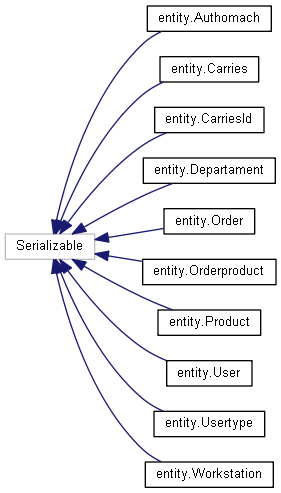 entity.Authomach
entity.Carries
entity.CarriesId
entity.Departament
entity.Order
Serializable
entity.Orderproduct
entity.Product
entity.User
entity.Usertype
entity.Workstation